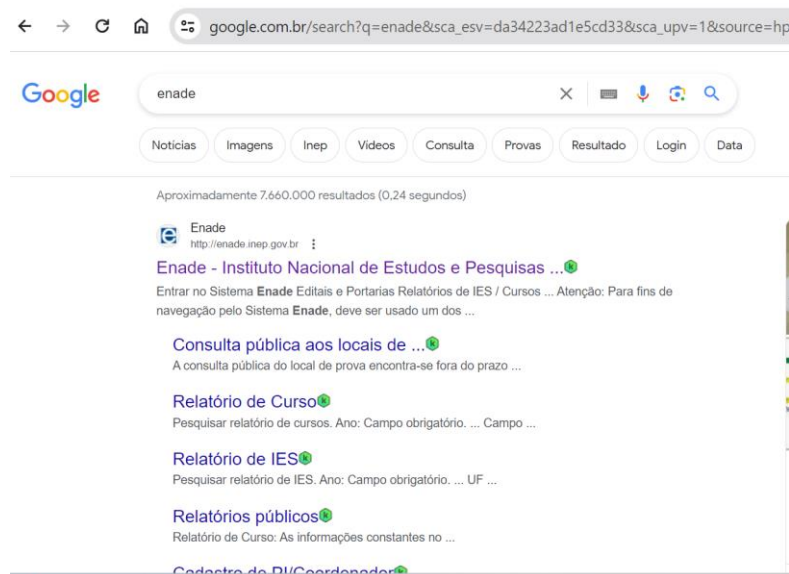 google.com.br/search?q=enade&sca_esv=da34223ad1e5cd33&sca_upv=1&source=hp
Google
enade
Notícias Imagens Inep Vídeos Consulta Provas Resultado Login Data
Aproximadamente 7.660.000 resultados (0,24 segundos)
Enade
http://enade.inep.gov.br
Enade - Instituto Nacional de Estudos e Pesquisas ...
Entrar no Sistema Enade Editais e Portarias Relatórios de IES / Cursos ... Atenção: Para fins de
navegação pelo Sistema Enade, deve ser usado um dos ...
Consulta pública aos locais de ...
A consulta pública do local de prova encontra-se fora do prazo ...
Relatório de Curso
Pesquisar relatório de cursos. Ano: Campo obrigatório. ... Campo ...
Relatório de IES
Pesquisar relatório de IES. Ano: Campo obrigatório. ... UF ...
Relatórios públicos
Relatório de Curso: As informações constantes no ...
Cadastro de PI/Coordenador